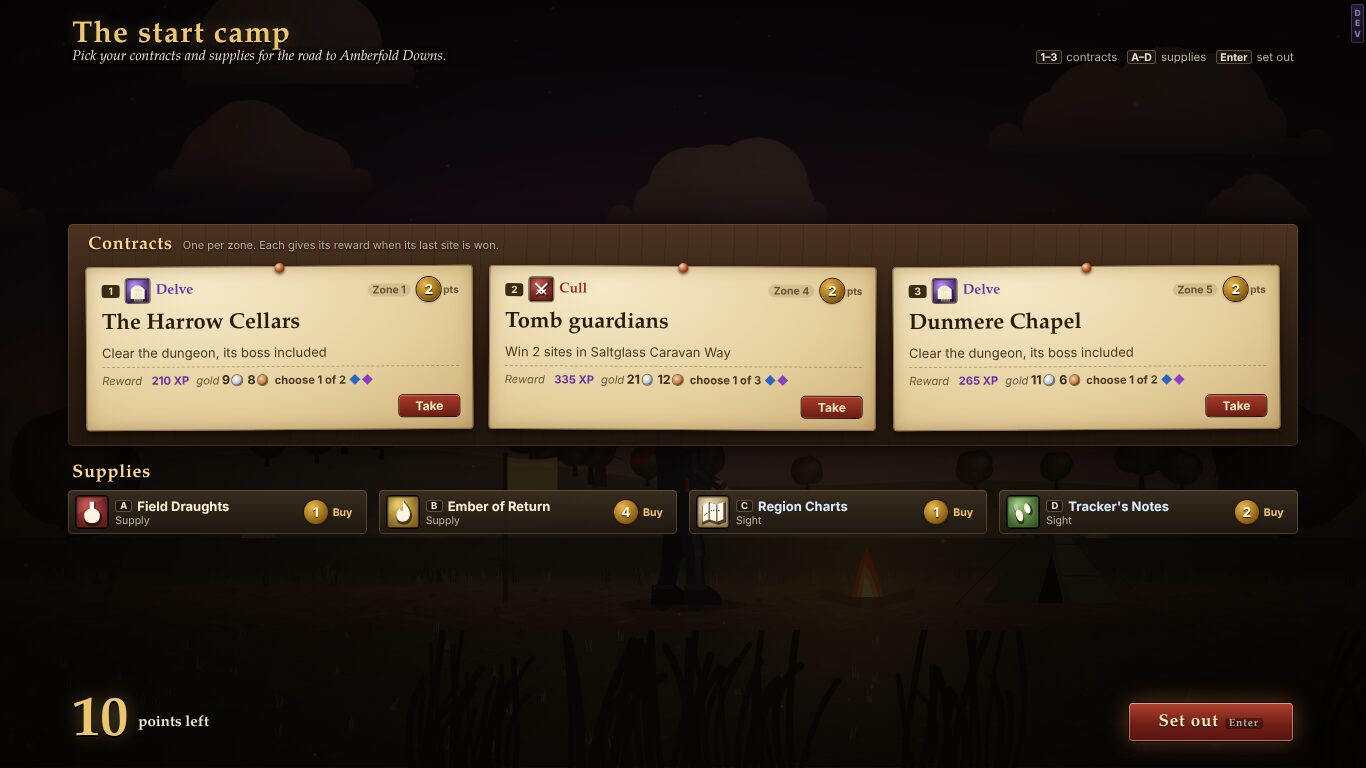 The start camp
Pick your contracts and supplies for the road to Amberfold Downs.
1–3 contracts A–D supplies Enter set out
DEV
Contracts One per zone. Each gives its reward when its last site is won.
1 Delve Zone 1 2 pts
The Harrow Cellars
Clear the dungeon, its boss included
Reward 210 XP gold 9 8 choose 1 of 2
Take
2 Cull Zone 4 2 pts
Tomb guardians
Win 2 sites in Saltglass Caravan Way
Reward 335 XP gold 21 12 choose 1 of 3
Take
3 Delve Zone 5 2 pts
Dunmere Chapel
Clear the dungeon, its boss included
Reward 265 XP gold 11 6 choose 1 of 2
Take
Supplies
A Field Draughts 1 Buy
Supply
B Ember of Return 4 Buy
Supply
C Region Charts 1 Buy
Sight
D Tracker's Notes 2 Buy
Sight
10 points left
Set out Enter